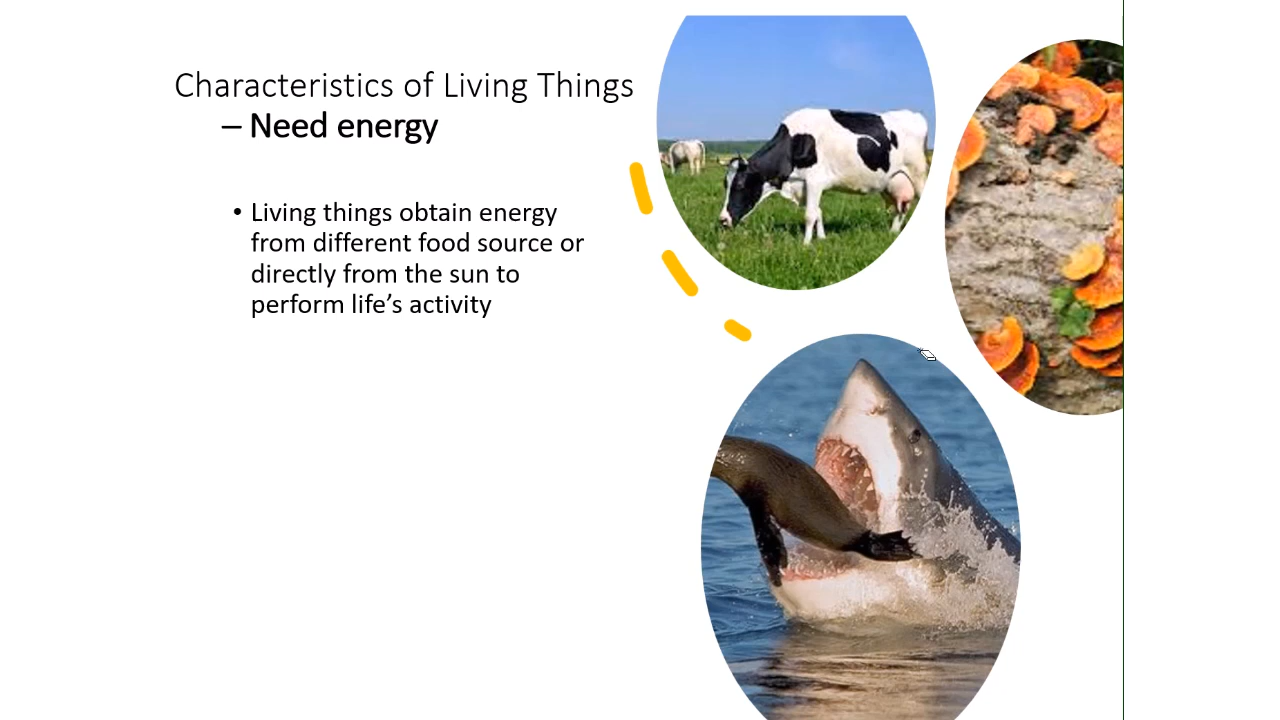 Characteristics of Living Things
– Need energy
• Living things obtain energy
from different food source or
directly from the sun to
perform life’s activity